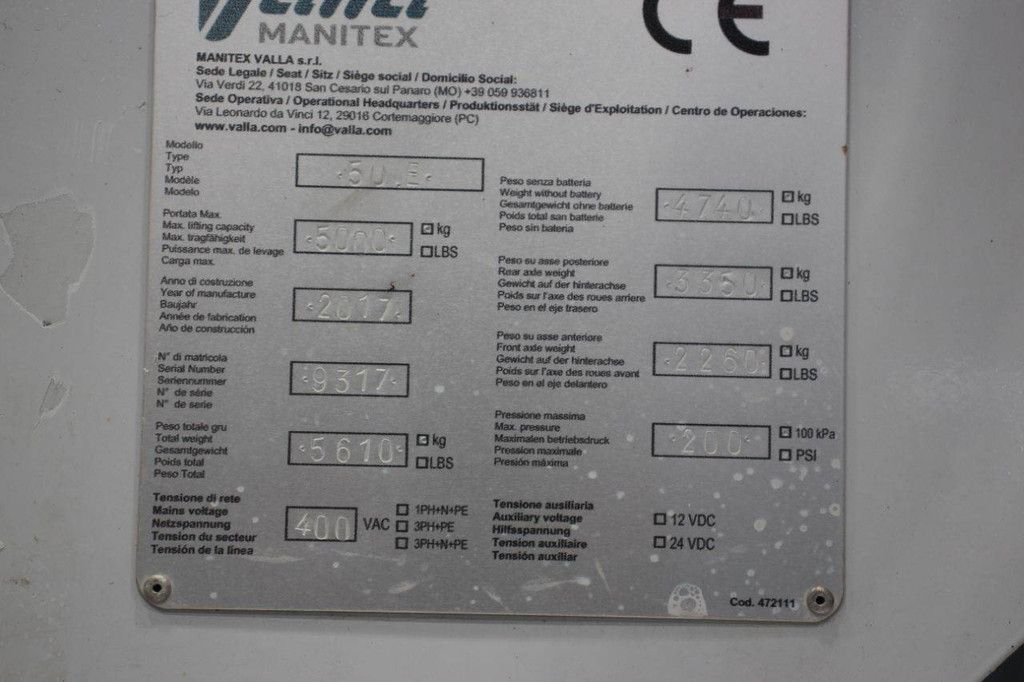 Valla
MANITEX
CE
MANITEX VALLA s.r.l.
Sede Legale / Seat / Sitz / Siège social / Domicilio Social:
Via Verdi 22, 41018 San Cesario sul Panaro (MO) +39 059 936811
Sede Operativa / Operational Headquarters / Produktionsstät / Siège d'Exploitation / Centro de Operaciones:
Via Leonardo da Vinci 12, 29016 Cortemaggiore (PC)
www.valla.com - info@valla.com
Modello
Type
Typ
Modèle
Modelo
50.E
Portata Max.
Max. lifting capacity
Max. tragfähigkeit
Puissance max. de levage
Carga max.
5000
kg
LBS
Anno di costruzione
Year of manufacture
Baujahr
Année de fabrication
Año de construcción
2017
N° di matricola
Serial Number
Seriennummer
N° de série
N° de serie
9317
Peso totale gru
Total weight
Gesamtgewicht
Poids total
Peso Total
5610
kg
LBS
Tensione di rete
Mains voltage
Netzspannung
Tension du secteur
Tensión de la linea
400 VAC
1PH+N+PE
3PH+PE
3PH+N+PE
Peso senza batteria
Weight without battery
Gesamtgewicht ohne batterie
Poids total san batterie
Peso sin bateria
4740
kg
LBS
Peso su asse posteriore
Rear axle weight
Gewicht auf der hinterachse
Poids sur l'axe des roues arriere
Peso en el eje trasero
3350
kg
LBS
Peso su asse anteriore
Front axle weight
Gewicht auf der hinterachse
Poids sur l'axe des roues avant
Peso en el eje delantero
2260
kg
LBS
Pressione massima
Max. pressure
Maximalen betriebsdruck
Pression maximale
Presión màxima
200
100 kPa
PSI
Tensione ausiliaria
Auxiliary voltage
Hilfsspannung
Tension auxiliaire
Tensión auxiliar
12 VDC
24 VDC
Cod. 472111